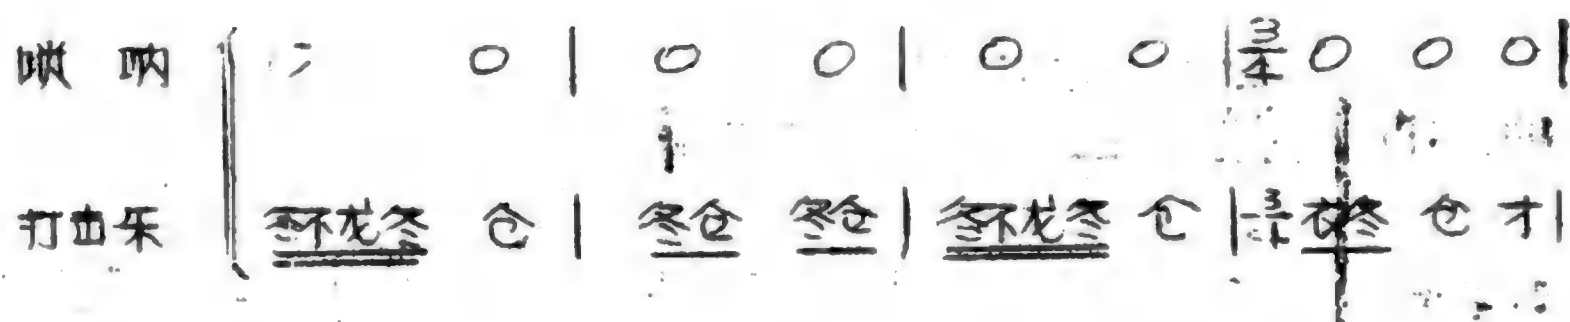 唢呐 0 | 0 0 | 0 0 | 3/4 0 0 0 |
打击乐 冬不龙冬 仓 | 冬仓 冬仓 | 冬不龙冬 仓 | 3/4 衣冬 仓 才 |